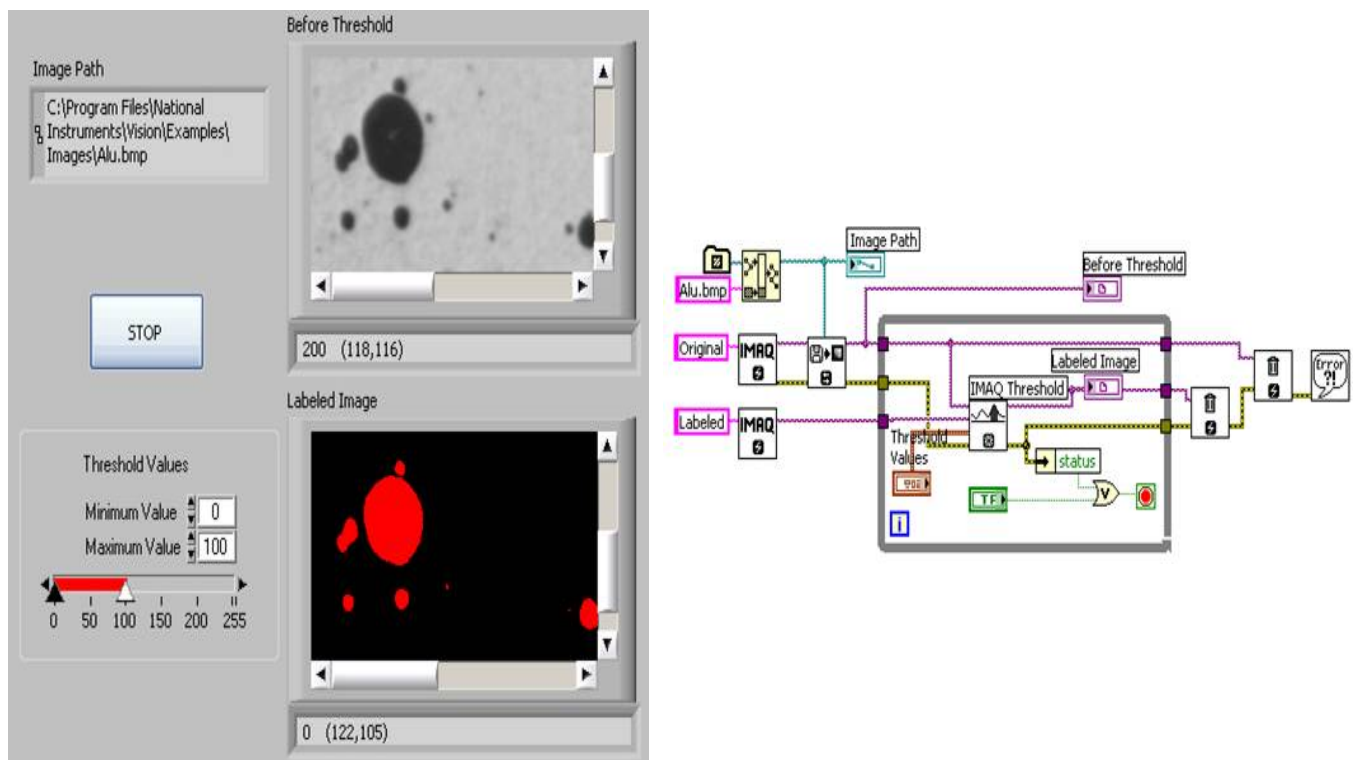 Before Threshold
Image Path
C:\Program Files\National
Instruments\Vision\Examples\
Images\Alu.bmp
STOP
200 (118,116)
Labeled Image
Threshold Values
Minimum Value 0
Maximum Value 100
0 50 100 150 200 255
0 (122,105)
Image Path
Before Threshold
Alu.bmp
Original
IMAQ
Labeled Image
IMAQ Threshold
Error
?!
Labeled
IMAQ
Threshold
Values
status
TF
V
i